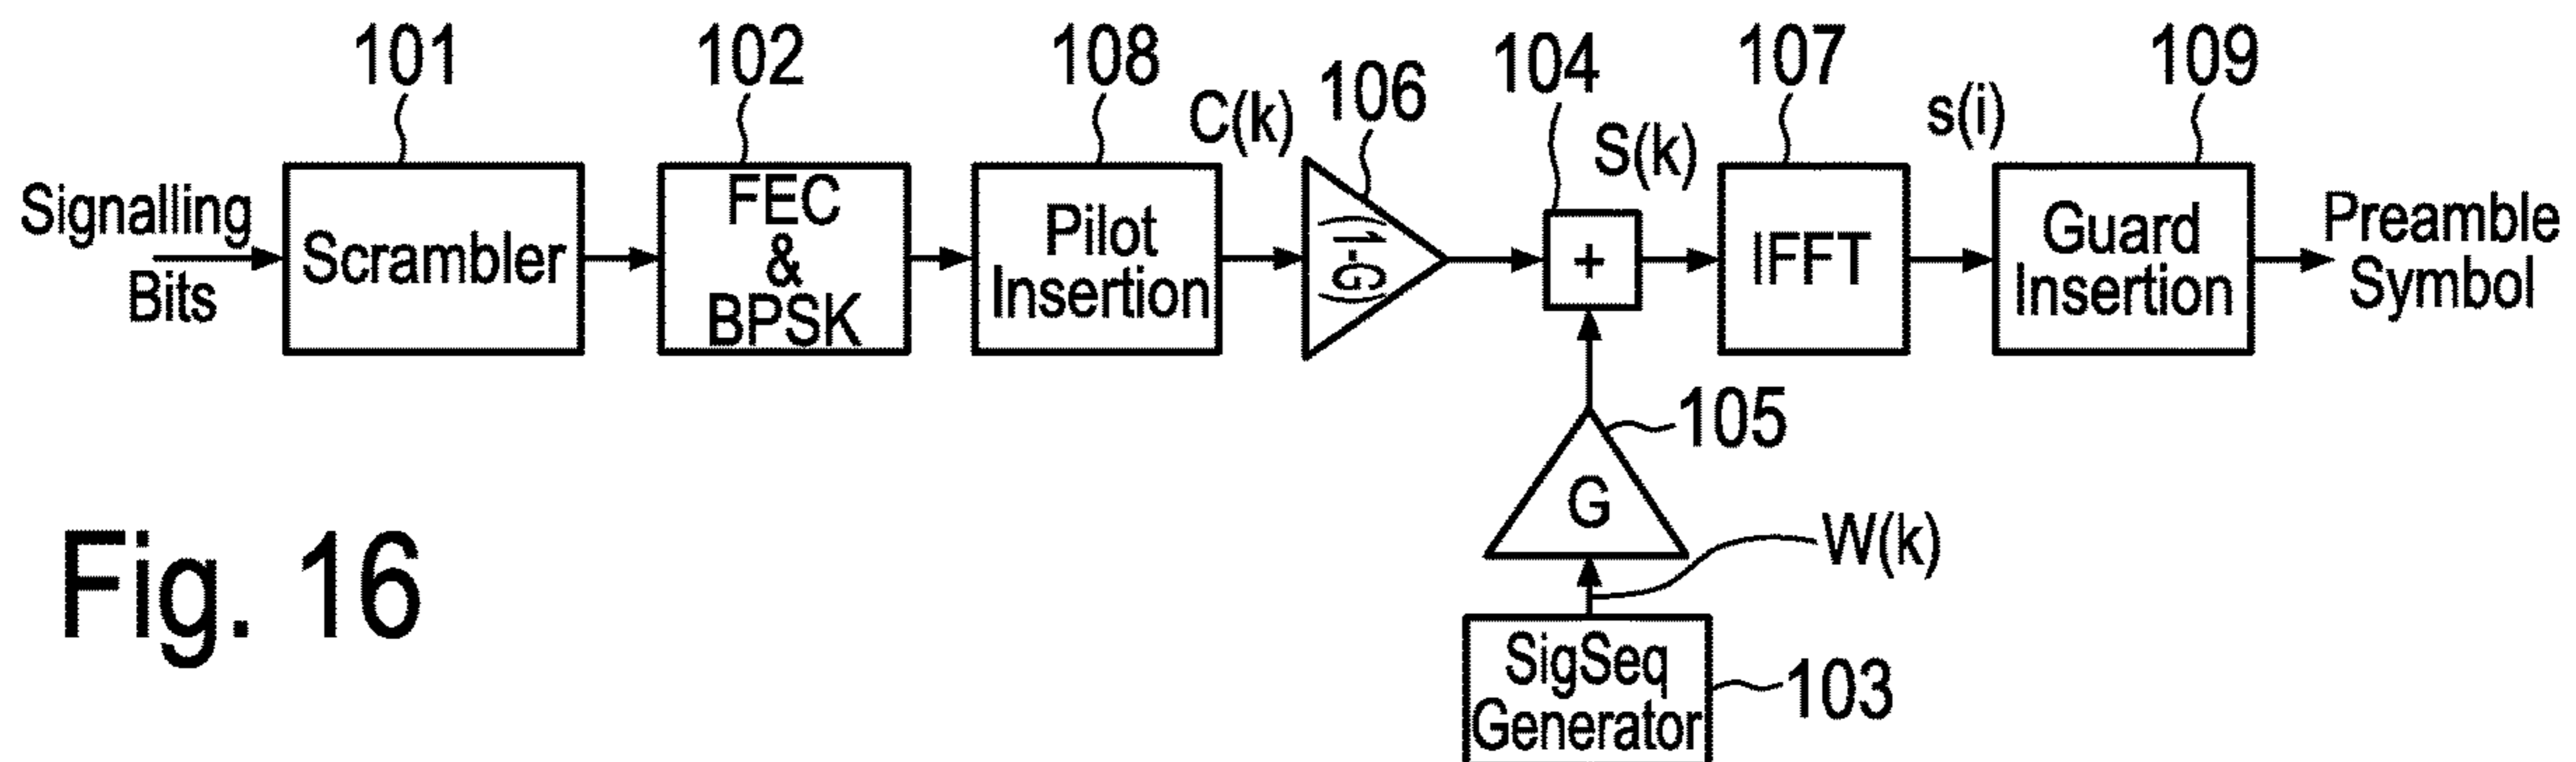 101
102
108
C(k)
106
104
S(k)
107
s(i)
109
Signalling
Bits
Scrambler
FEC
&
BPSK
Pilot
Insertion
(1-G)
+
IFFT
Guard
Insertion
Preamble
Symbol
105
G
W(k)
SigSeq
Generator
103
Fig. 16